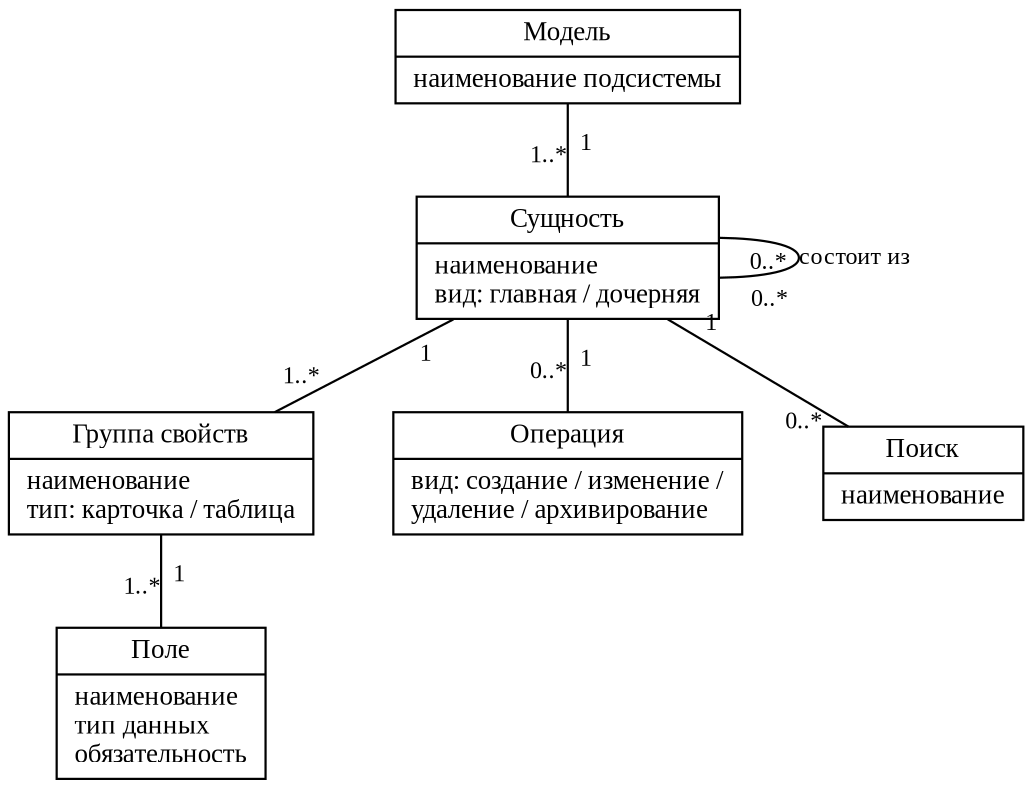 Модель
наименование подсистемы
1
1..*
Сущность
наименование
вид: главная / дочерняя
0..*
состоит из
0..*
1
1
1
1..*
0..*
0..*
Группа свойств
наименование
тип: карточка / таблица
Операция
вид: создание / изменение /
удаление / архивирование
Поиск
наименование
1
1..*
Поле
наименование
тип данных
обязательность